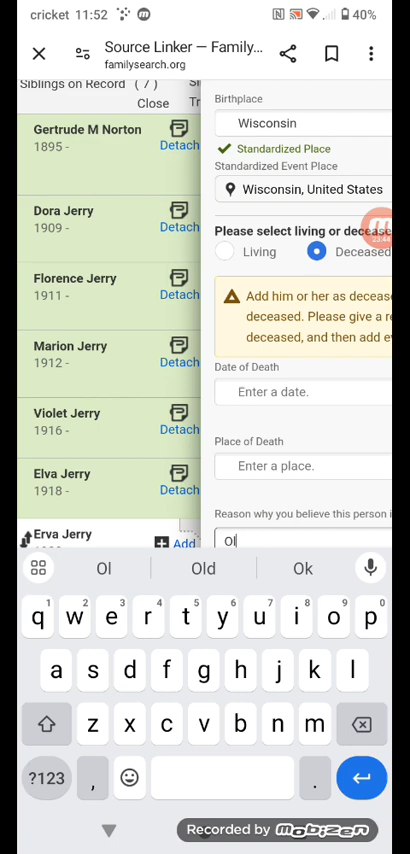 cricket 11:52 40%
Source Linker — Family...
familysearch.org
Siblings on Record ( 7 )
Close
Gertrude M Norton
1895 -
Detach
Dora Jerry
1909 -
Detach
Florence Jerry
1911 -
Detach
Marion Jerry
1912 -
Detach
Violet Jerry
1916 -
Detach
Elva Jerry
1918 -
Detach
Erva Jerry
Add
Birthplace
Wisconsin
Standardized Place
Standardized Event Place
Wisconsin, United States
Please select living or decease
23:44
Living
Deceased
Add him or her as deceas
deceased. Please give a re
deceased, and then add e
Date of Death
Enter a date.
Place of Death
Enter a place.
Reason why you believe this person i
Ol
Ol Old Ok
q w e r t y u i o p
1 2 3 4 5 6 7 8 9 0
a s d f g h j k l
z x c v b n m
?123 , .
Recorded by MOBIZEN